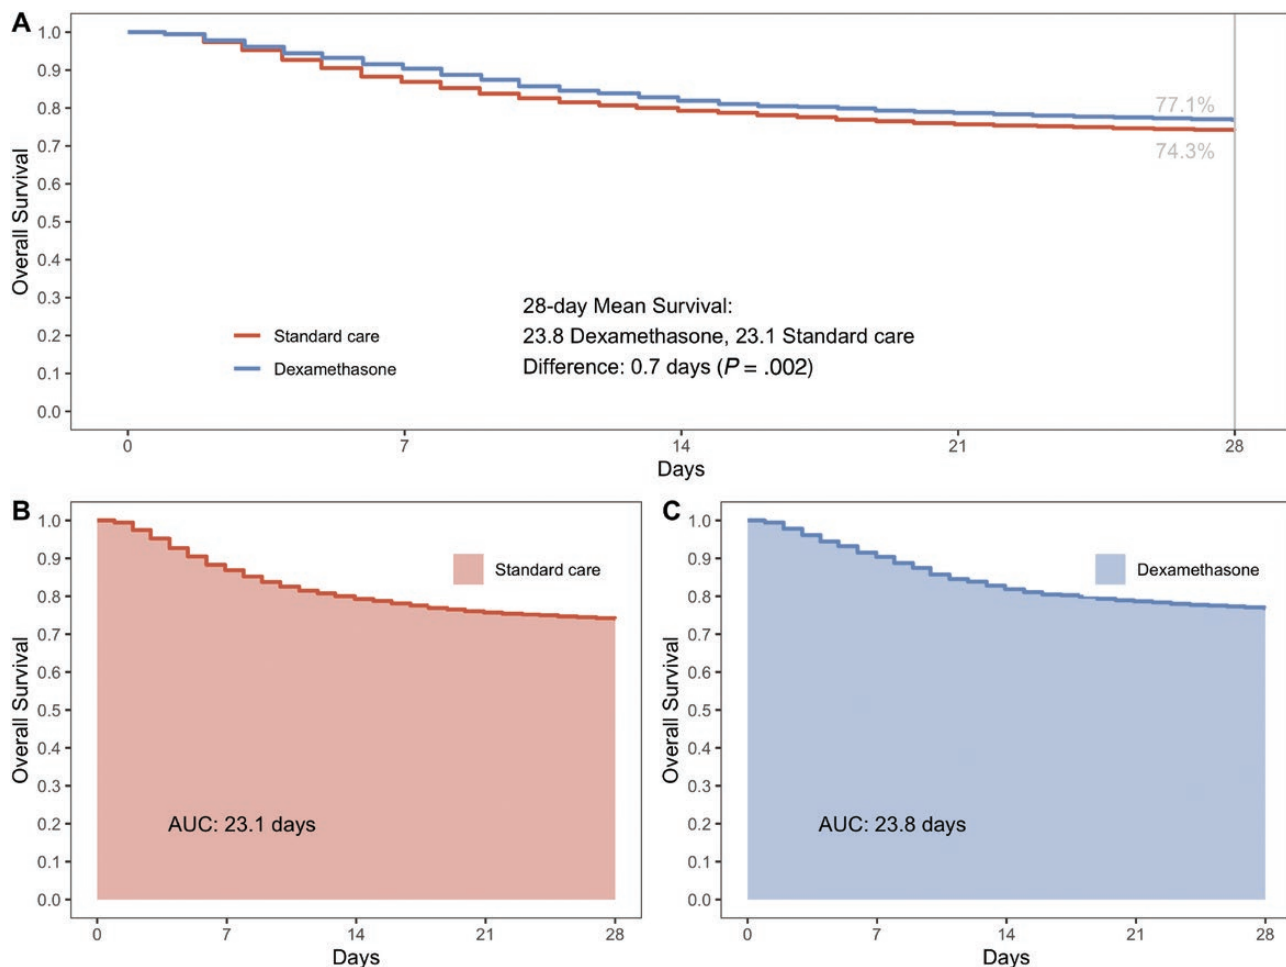 A
Overall Survival
1.0
0.9
0.8
0.7
0.6
0.5
0.4
0.3
0.2
0.1
0.0
77.1%
74.3%
28-day Mean Survival:
23.8 Dexamethasone, 23.1 Standard care
Difference: 0.7 days (P = .002)
Standard care
Dexamethasone
0 7 14 21 28
Days
B
Overall Survival
1.0
0.9
0.8
0.7
0.6
0.5
0.4
0.3
0.2
0.1
0.0
Standard care
AUC: 23.1 days
0 7 14 21 28
Days
C
Overall Survival
1.0
0.9
0.8
0.7
0.6
0.5
0.4
0.3
0.2
0.1
0.0
Dexamethasone
AUC: 23.8 days
0 7 14 21 28
Days